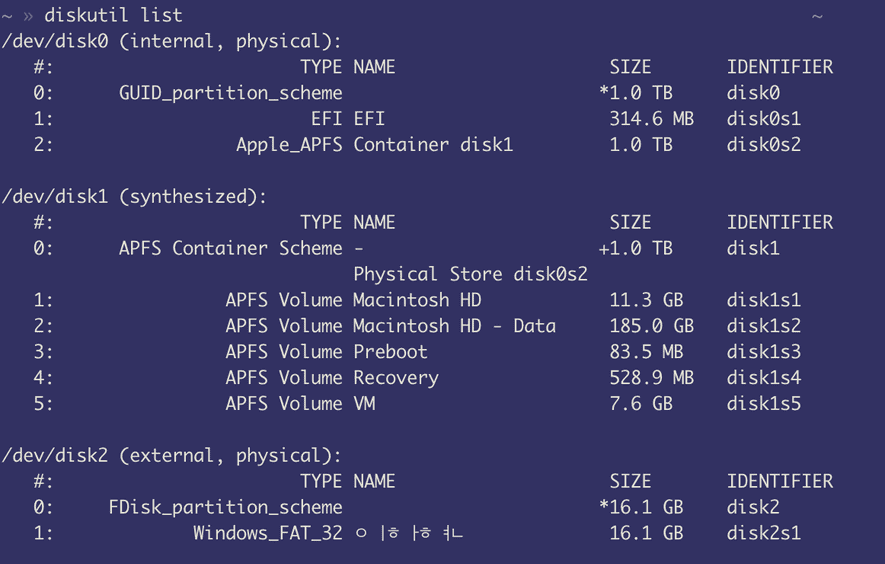 ~ » diskutil list ~
/dev/disk0 (internal, physical):
#: TYPE NAME SIZE IDENTIFIER
0: GUID_partition_scheme *1.0 TB disk0
1: EFI EFI 314.6 MB disk0s1
2: Apple_APFS Container disk1 1.0 TB disk0s2
/dev/disk1 (synthesized):
#: TYPE NAME SIZE IDENTIFIER
0: APFS Container Scheme - +1.0 TB disk1
Physical Store disk0s2
1: APFS Volume Macintosh HD 11.3 GB disk1s1
2: APFS Volume Macintosh HD - Data 185.0 GB disk1s2
3: APFS Volume Preboot 83.5 MB disk1s3
4: APFS Volume Recovery 528.9 MB disk1s4
5: APFS Volume VM 7.6 GB disk1s5
/dev/disk2 (external, physical):
#: TYPE NAME SIZE IDENTIFIER
0: FDisk_partition_scheme *16.1 GB disk2
1: Windows_FAT_32 16.1 GB disk2s1